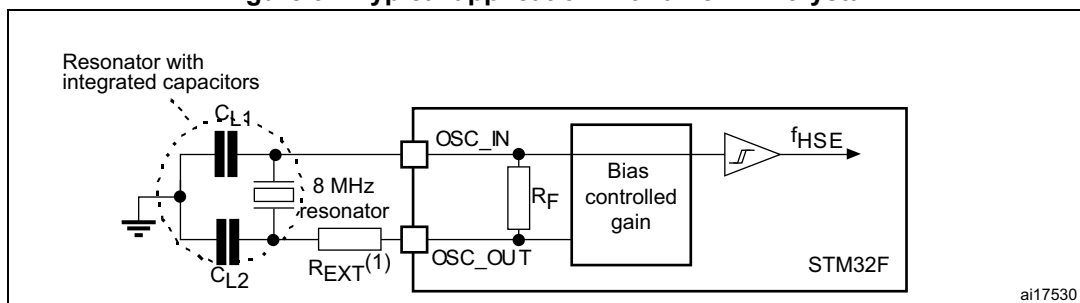 Resonator with
integrated capacitors
CL1
OSC_IN
fHSE
8 MHz
resonator
RF
Bias
controlled
gain
REXT(1)
OSC_OUT
CL2
STM32F
ai17530